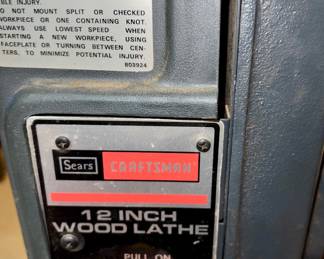 BLE INJURY.
DO NOT MOUNT SPLIT OR CHECKED
WORKPIECE OR ONE CONTAINING KNOT.
ALWAYS USE LOWEST SPEED WHEN
STARTING A NEW WORKPIECE, USING
FACEPLATE OR TURNING BETWEEN CEN-
TERS, TO MINIMIZE POTENTIAL INJURY.
803924
Sears CRAFTSMAN
12 INCH
WOOD LATHE
PULL ON